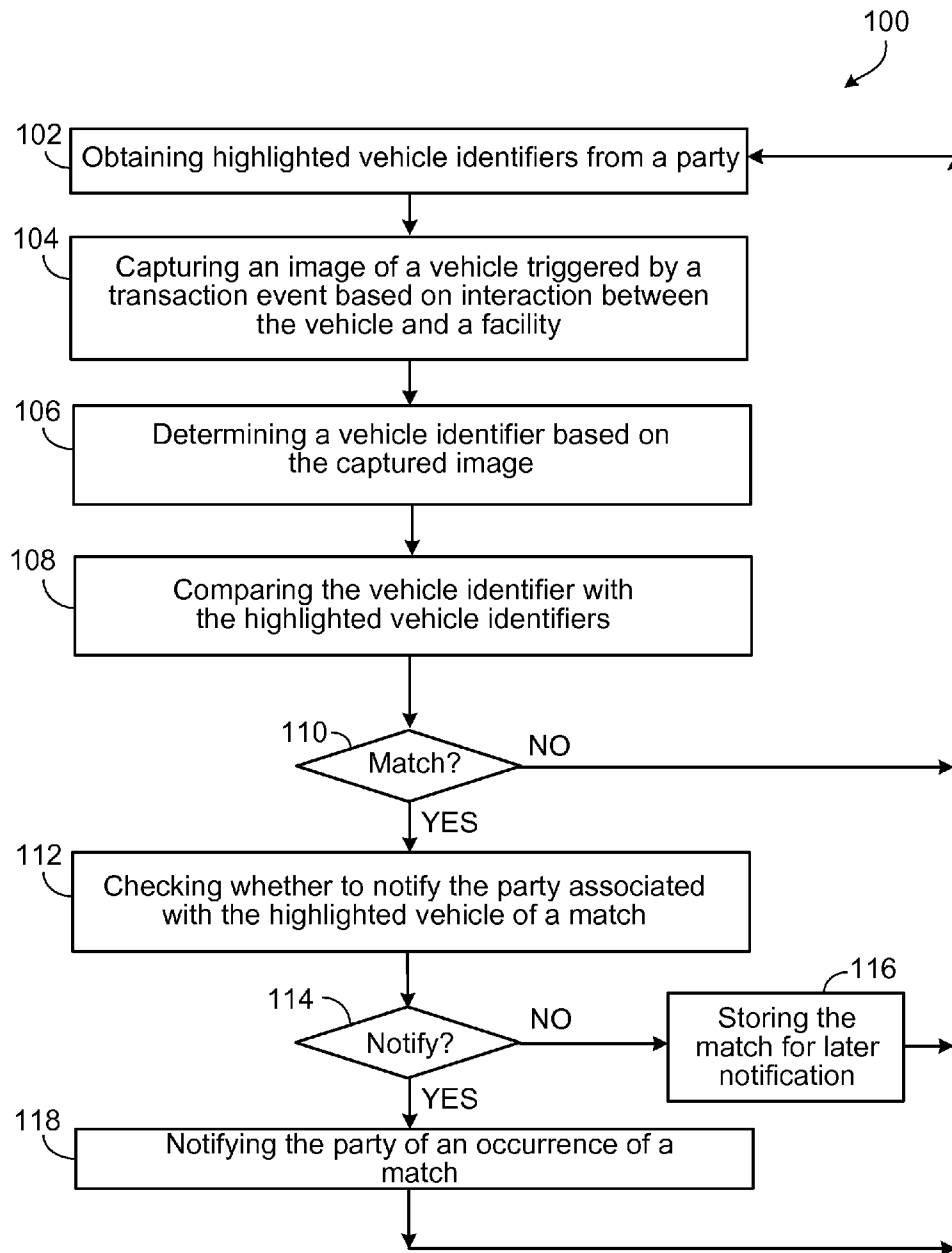 100
102
Obtaining highlighted vehicle identifiers from a party
104
Capturing an image of a vehicle triggered by a
transaction event based on interaction between
the vehicle and a facility
106
Determining a vehicle identifier based on
the captured image
108
Comparing the vehicle identifier with
the highlighted vehicle identifiers
110
Match?
NO
YES
112
Checking whether to notify the party associated
with the highlighted vehicle of a match
114
Notify?
NO
116
Storing the
match for later
notification
YES
118
Notifying the party of an occurrence of a
match